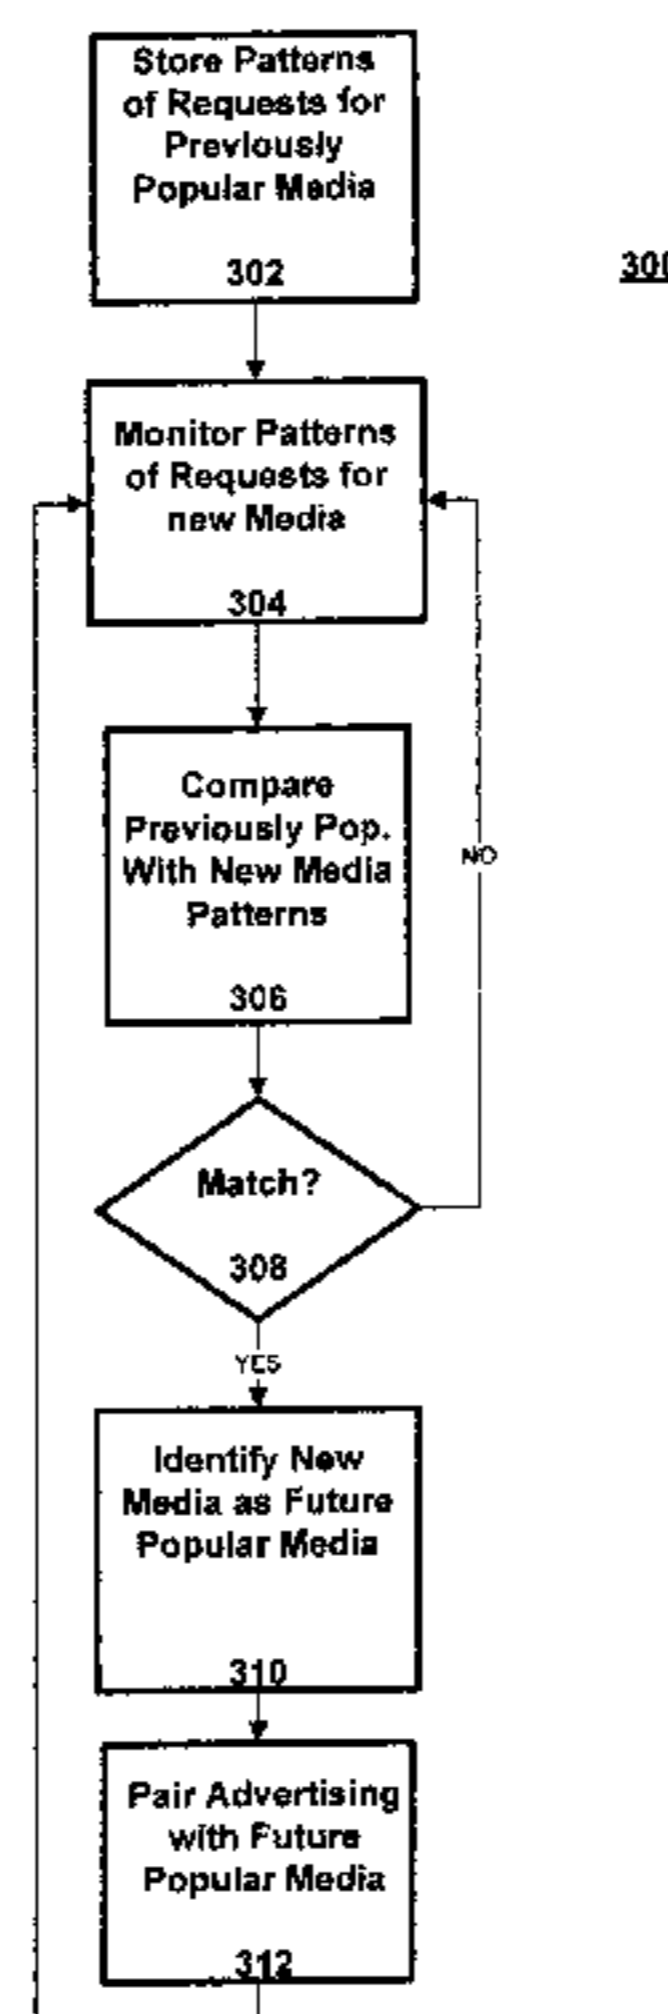 Store Patterns
of Requests for
Previously
Popular Media
302
300
Monitor Patterns
of Requests for
new Media
304
Compare
Previously Pop.
With New Media
Patterns
306
NO
Match?
308
YES
Identify New
Media as Future
Popular Media
310
Pair Advertising
with Future
Popular Media
312